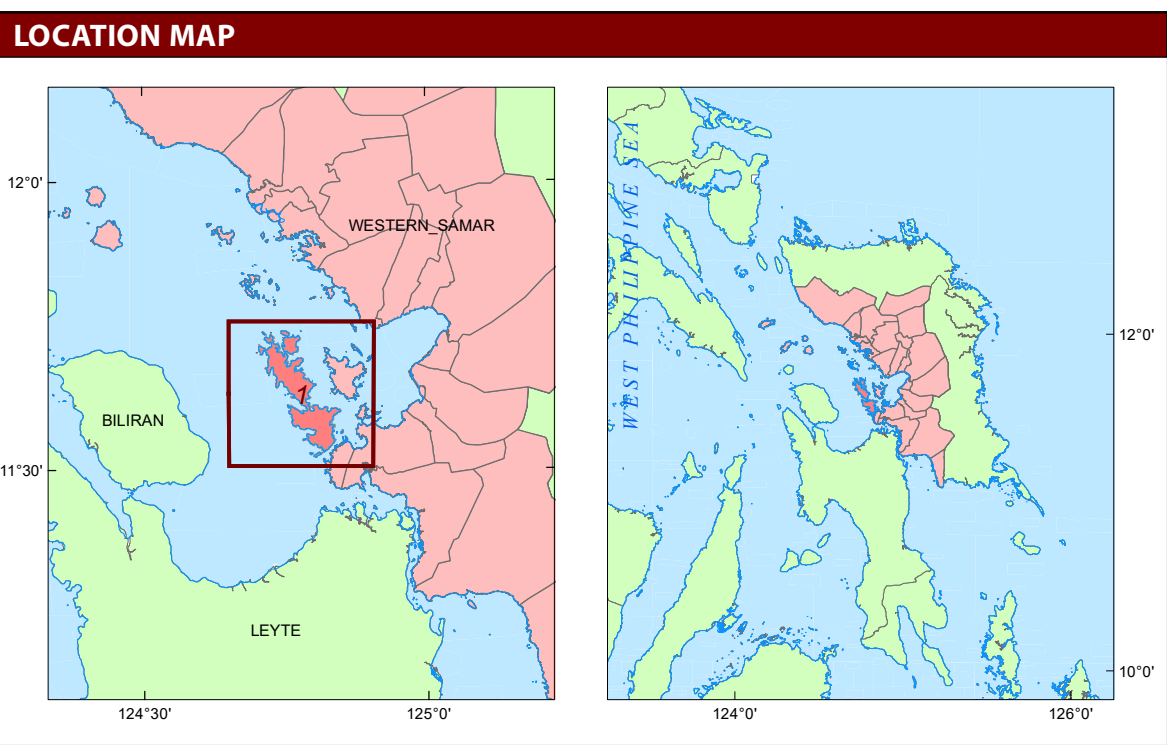 LOCATION MAP
12°0'
WESTERN_SAMAR
1
BILIRAN
11°30'
LEYTE
124°30'
125°0'
WEST PHILIPPINE SEA
12°0'
10°0'
124°0'
126°0'